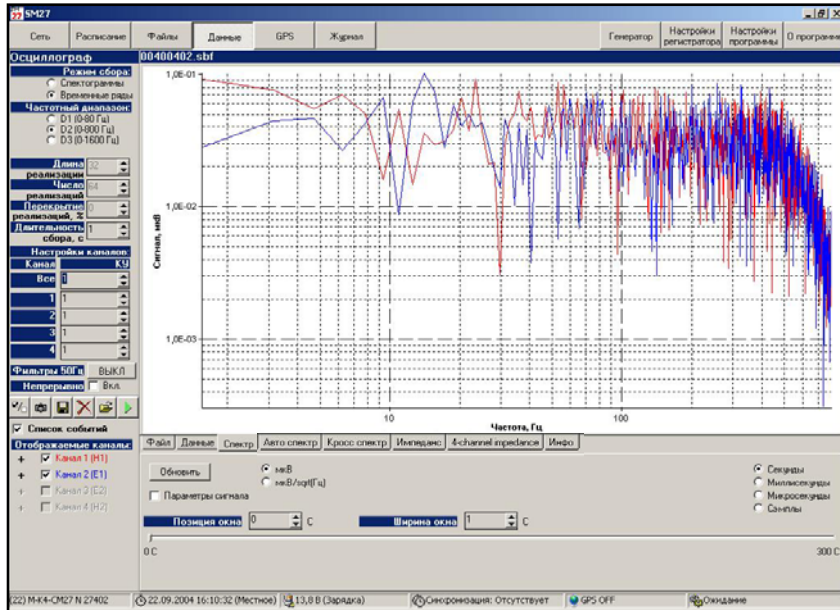 SM27
Сеть Расписание Файлы Данные GPS Журнал Генератор Настройки регистратора Настройки программы О программе
Осциллограф
00400402.sbf
Режим сбора:
Спектрограммы
Временные ряды
Частотный диапазон:
D1 (0-80 Гц)
D2 (0-800 Гц)
D3 (0-1600 Гц)
Длина реализации 32
Число реализаций 64
Перекрытие реализаций, % 0
Длительность сбора, с 1
Настройки каналов
Канал КУ
Все 1
1 1
2 1
3 1
4 1
Фильтры 50Гц ВЫКЛ
Непрерывно Вкл.
Список событий
Отображаемые каналы:
+ Канал 1 (H1)
+ Канал 2 (E1)
+ Канал 3 (E2)
+ Канал 4 (H2)
1,0E-01
1,0E-02
1,0E-03
Сигнал, мкВ
10 100
Частота, Гц
Файл Данные Спектр Авто спектр Кросс спектр Импеданс 4-channel impedance Инфо
Обновить
мкВ
мкВ/sqrt(Гц)
Параметры сигнала
Секунды
Миллисекунды
Микросекунды
Сэмплы
Позиция окна 0 С Ширина окна 1 С
0 С 300 С
(22) М-К4-СМ27 N 27402 22.09.2004 16:10:32 (Местное) 13,8 В (Зарядка) Синхронизация: Отсутствует GPS OFF Ожидание